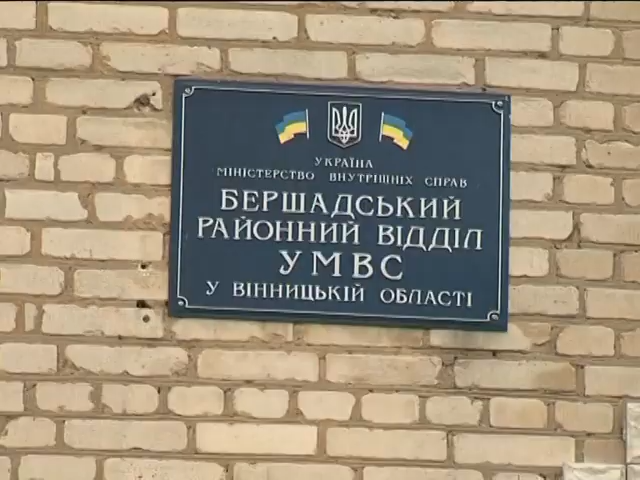 УКРАЇНА
МІНІСТЕРСТВО ВНУТРІШНІХ СПРАВ
БЕРШАДСЬКИЙ
РАЙОННИЙ ВІДДІЛ
УМВС
У ВІННИЦЬКІЙ ОБЛАСТІ